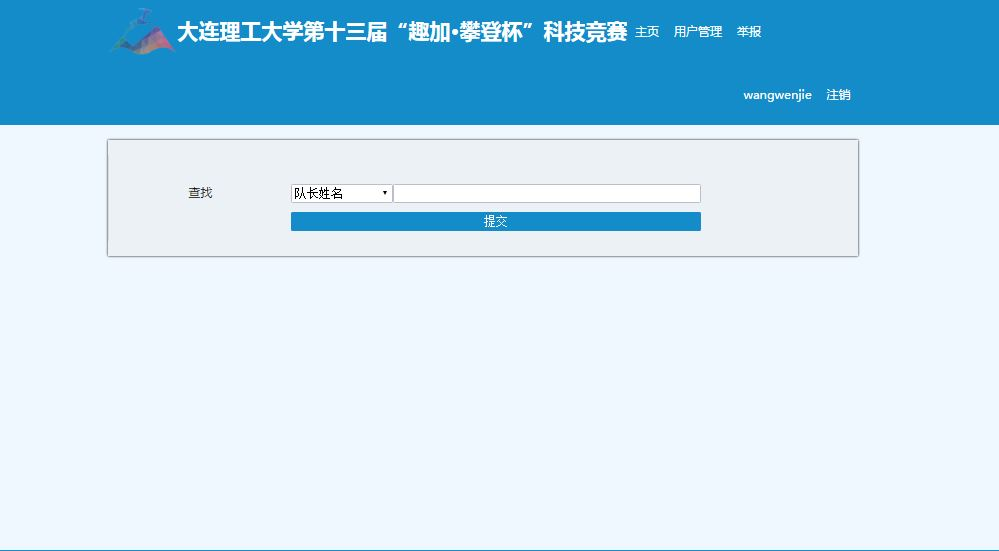 大连理工大学第十三届“趣加·攀登杯”科技竞赛 主页 用户管理 举报
wangwenjie 注销
查找 队长姓名
提交